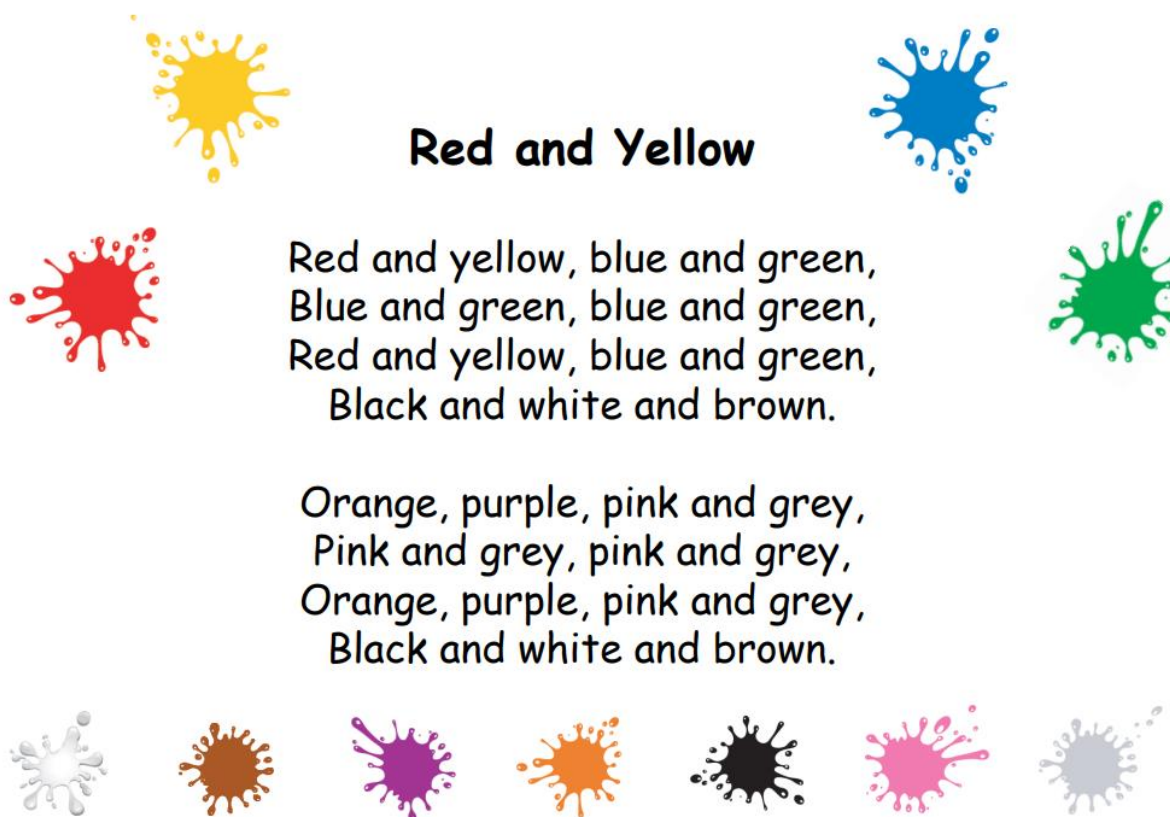 Red and Yellow
Red and yellow, blue and green,
Blue and green, blue and green,
Red and yellow, blue and green,
Black and white and brown.
Orange, purple, pink and grey,
Pink and grey, pink and grey,
Orange, purple, pink and grey,
Black and white and brown.